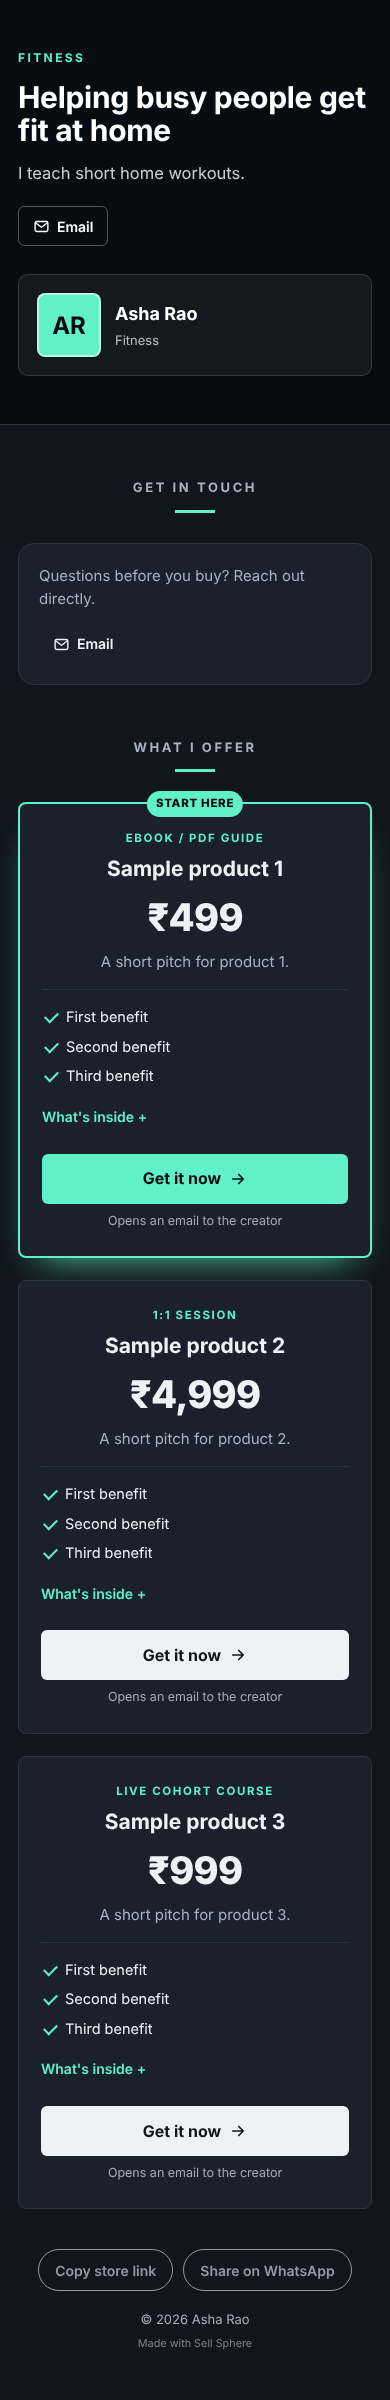 FITNESS
Helping busy people get
fit at home
I teach short home workouts.
Email
AR
Asha Rao
Fitness
GET IN TOUCH
Questions before you buy? Reach out
directly.
Email
WHAT I OFFER
START HERE
EBOOK / PDF GUIDE
Sample product 1
₹499
A short pitch for product 1.
First benefit
Second benefit
Third benefit
What's inside +
Get it now →
Opens an email to the creator
1:1 SESSION
Sample product 2
₹4,999
A short pitch for product 2.
First benefit
Second benefit
Third benefit
What's inside +
Get it now →
Opens an email to the creator
LIVE COHORT COURSE
Sample product 3
₹999
A short pitch for product 3.
First benefit
Second benefit
Third benefit
What's inside +
Get it now →
Opens an email to the creator
Copy store link
Share on WhatsApp
© 2026 Asha Rao
Made with Sell Sphere